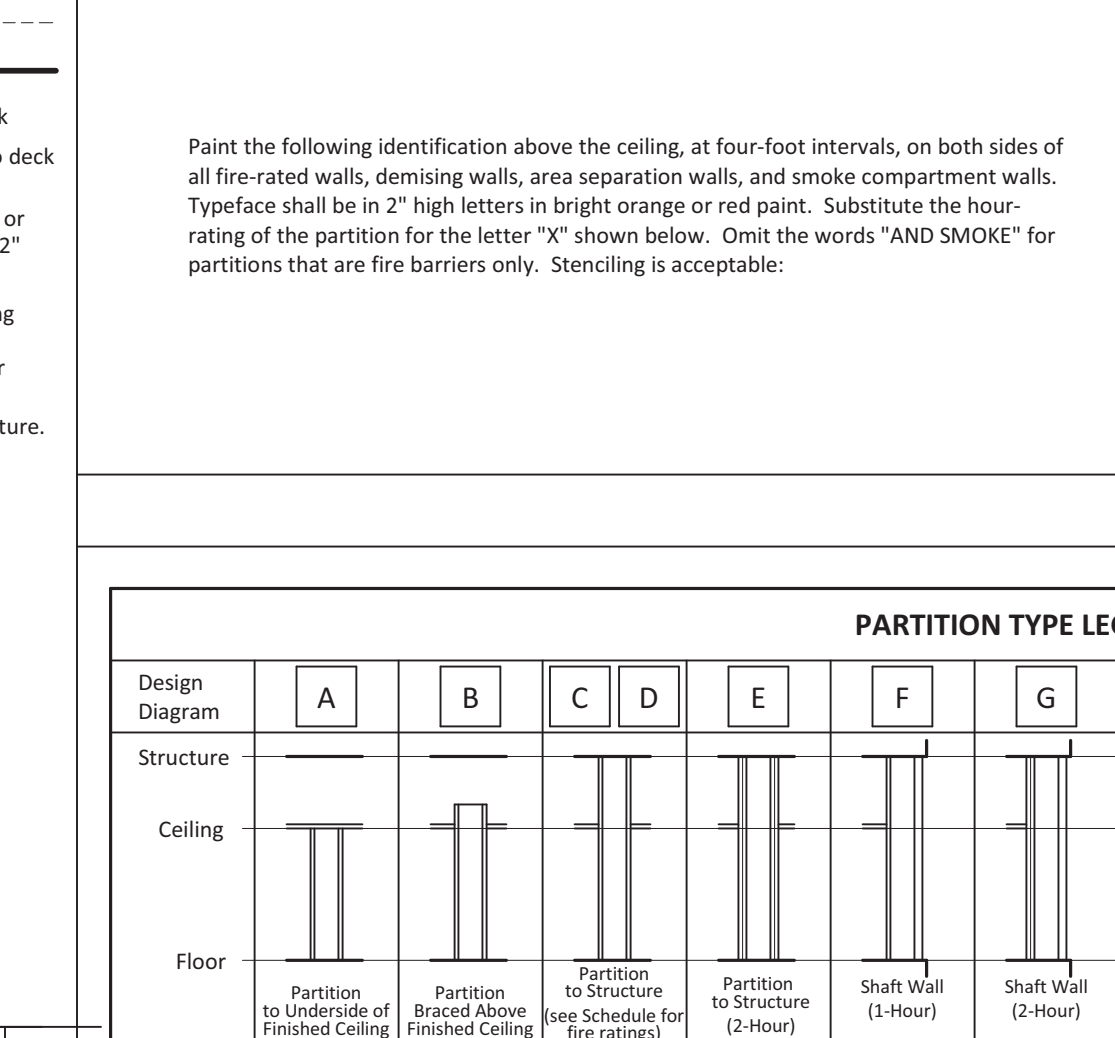 k
deck
or
2"
ture.
Paint the following identification above the ceiling, at four-foot intervals, on both sides of
all fire-rated walls, demising walls, area separation walls, and smoke compartment walls.
Typeface shall be in 2" high letters in bright orange or red paint.  Substitute the hour-
rating of the partition for the letter "X" shown below.  Omit the words "AND SMOKE" for
partitions that are fire barriers only.  Stenciling is acceptable:
PARTITION TYPE
Design
Diagram
A
B
C D
E
F
G
Structure
Ceiling
Floor
Partition
to Underside of
Finished Ceiling
Partition
Braced Above
Finished Ceiling
Partition
to Structure
(see Schedule for
fire ratings)
Partition
to Structure
(2-Hour)
Shaft Wall
(1-Hour)
Shaft Wall
(2-Hour)